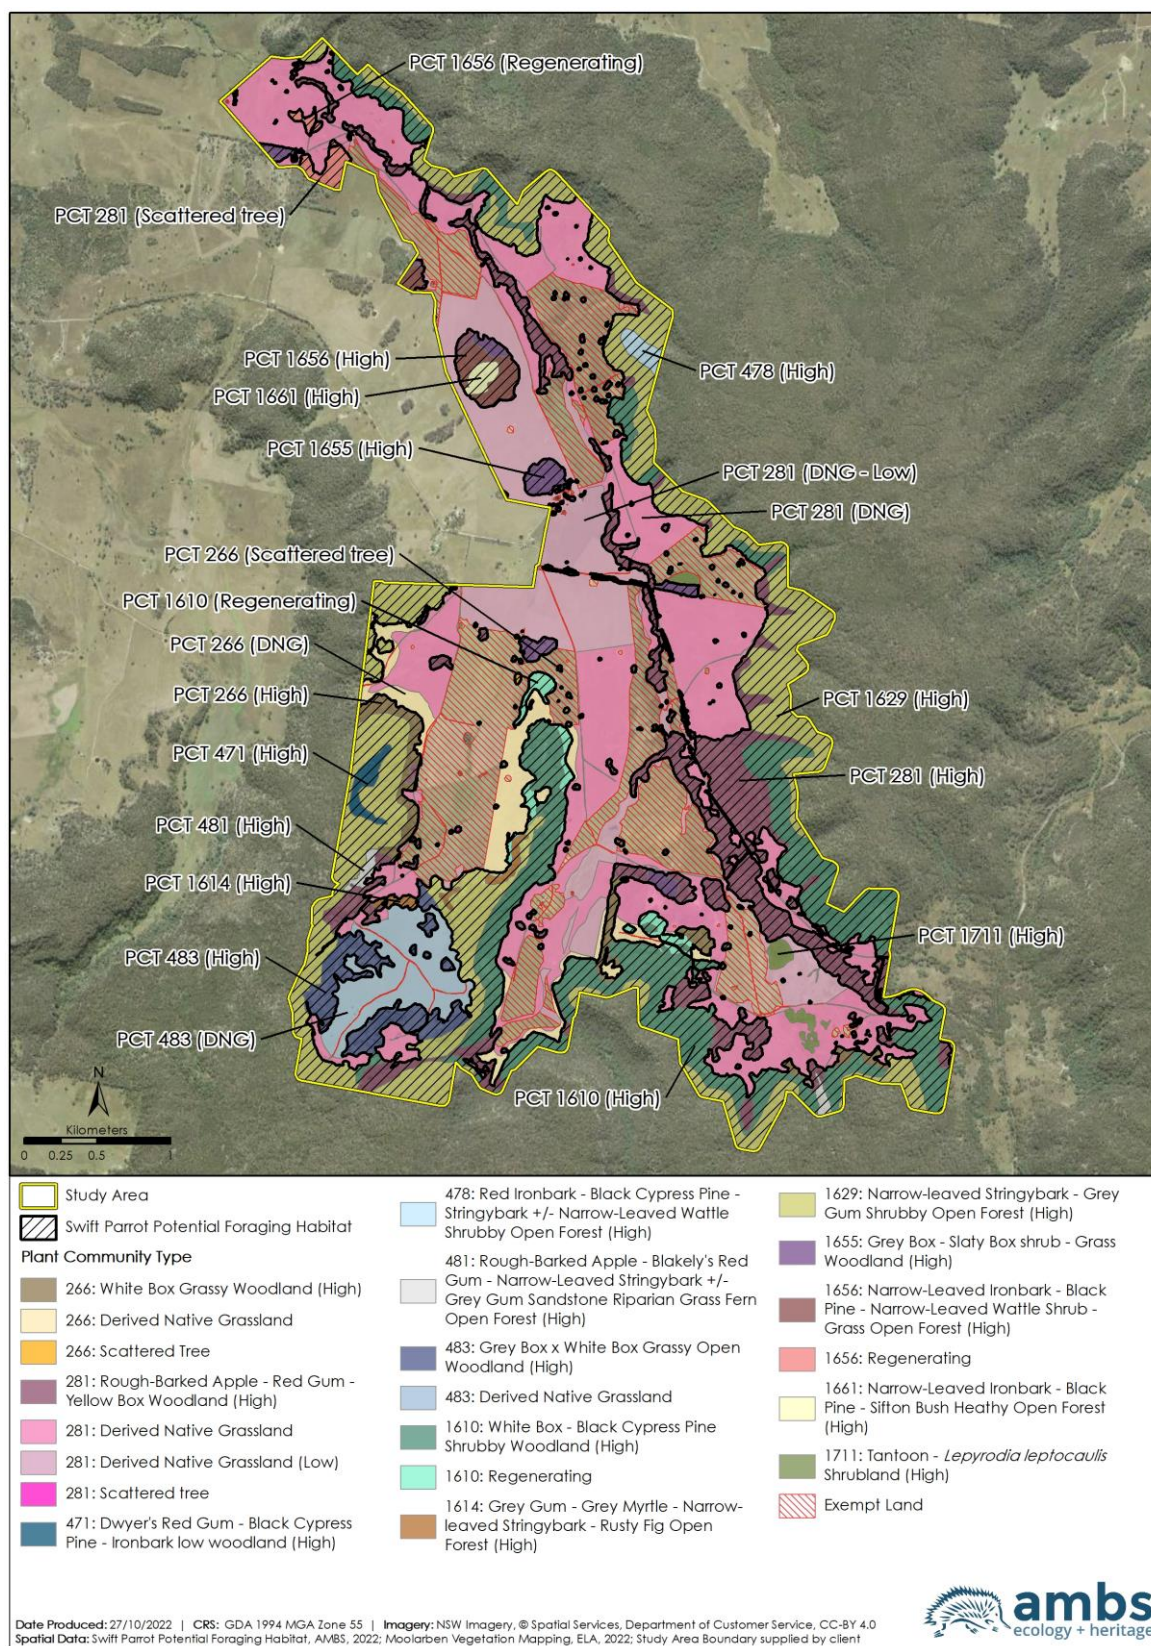 PCT 1656 (Regenerating)
PCT 281 (Scattered tree)
PCT 1656 (High)
PCT 478 (High)
PCT 1661 (High)
PCT 1655 (High)
PCT 281 (DNG - Low)
PCT 281 (DNG)
PCT 266 (Scattered tree)
PCT 1610 (Regenerating)
PCT 266 (DNG)
PCT 266 (High)
PCT 1629 (High)
PCT 471 (High)
PCT 281 (High)
PCT 481 (High)
PCT 1614 (High)
PCT 1711 (High)
PCT 483 (High)
PCT 483 (DNG)
PCT 1610 (High)
N
Kilometers
0 0.25 0.5 1
Study Area
Swift Parrot Potential Foraging Habitat
Plant Community Type
266: White Box Grassy Woodland (High)
266: Derived Native Grassland
266: Scattered Tree
281: Rough-Barked Apple - Red Gum -
Yellow Box Woodland (High)
281: Derived Native Grassland
281: Derived Native Grassland (Low)
281: Scattered tree
471: Dwyer's Red Gum - Black Cypress
Pine - Ironbark low woodland (High)
478: Red Ironbark - Black Cypress Pine -
Stringybark +/- Narrow-Leaved Wattle
Shrubby Open Forest (High)
481: Rough-Barked Apple - Blakely's Red
Gum - Narrow-Leaved Stringybark +/-
Grey Gum Sandstone Riparian Grass Fern
Open Forest (High)
483: Grey Box x White Box Grassy Open
Woodland (High)
483: Derived Native Grassland
1610: White Box - Black Cypress Pine
Shrubby Woodland (High)
1610: Regenerating
1614: Grey Gum - Grey Myrtle - Narrow-
leaved Stringybark - Rusty Fig Open
Forest (High)
1629: Narrow-leaved Stringybark - Grey
Gum Shrubby Open Forest (High)
1655: Grey Box - Slaty Box shrub - Grass
Woodland (High)
1656: Narrow-Leaved Ironbark - Black
Pine - Narrow-Leaved Wattle Shrub -
Grass Open Forest (High)
1656: Regenerating
1661: Narrow-Leaved Ironbark - Black
Pine - Sifton Bush Heathy Open Forest
(High)
1711: Tantoon - Lepyrodia leptocaulis
Shrubland (High)
Exempt Land
Date Produced: 27/10/2022 | CRS: GDA 1994 MGA Zone 55 | Imagery: NSW Imagery, © Spatial Services, Department of Customer Service, CC-BY 4.0
Spatial Data: Swift Parrot Potential Foraging Habitat, AMBS, 2022; Moolarben Vegetation Mapping, ELA, 2022; Study Area Boundary supplied by client
ambs
ecology + heritage